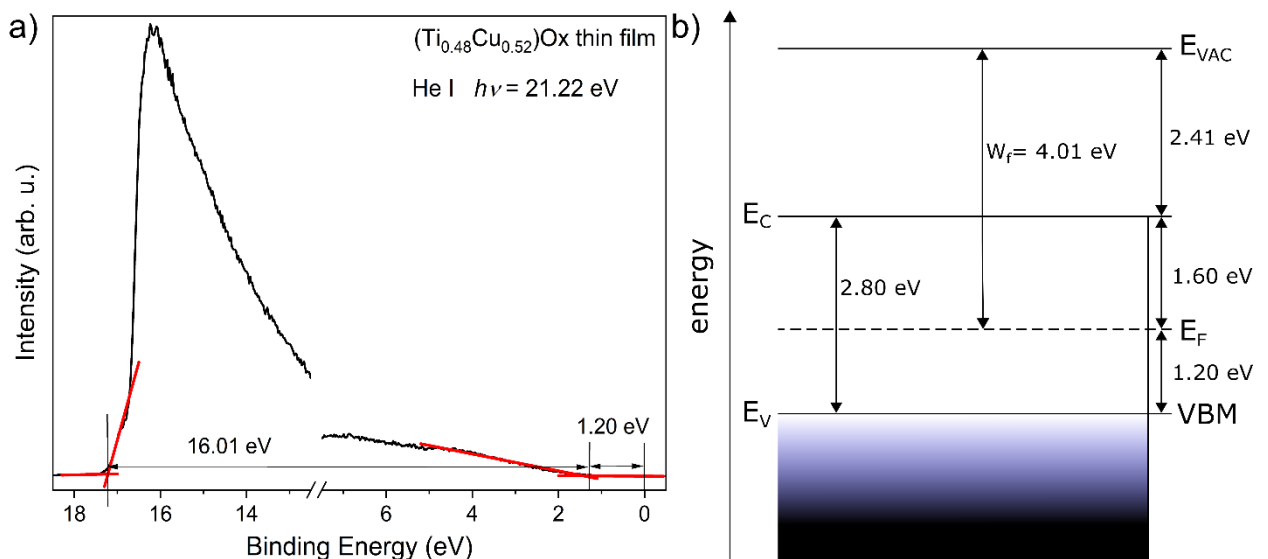 a)
(Ti0.48Cu0.52)Ox thin film
He I hν = 21.22 eV
Intensity (arb. u.)
16.01 eV
1.20 eV
18 16 14 12 6 4 2 0
Binding Energy (eV)
b)
energy
EVAC
2.41 eV
Wf= 4.01 eV
EC
2.80 eV
1.60 eV
EF
1.20 eV
EV
VBM